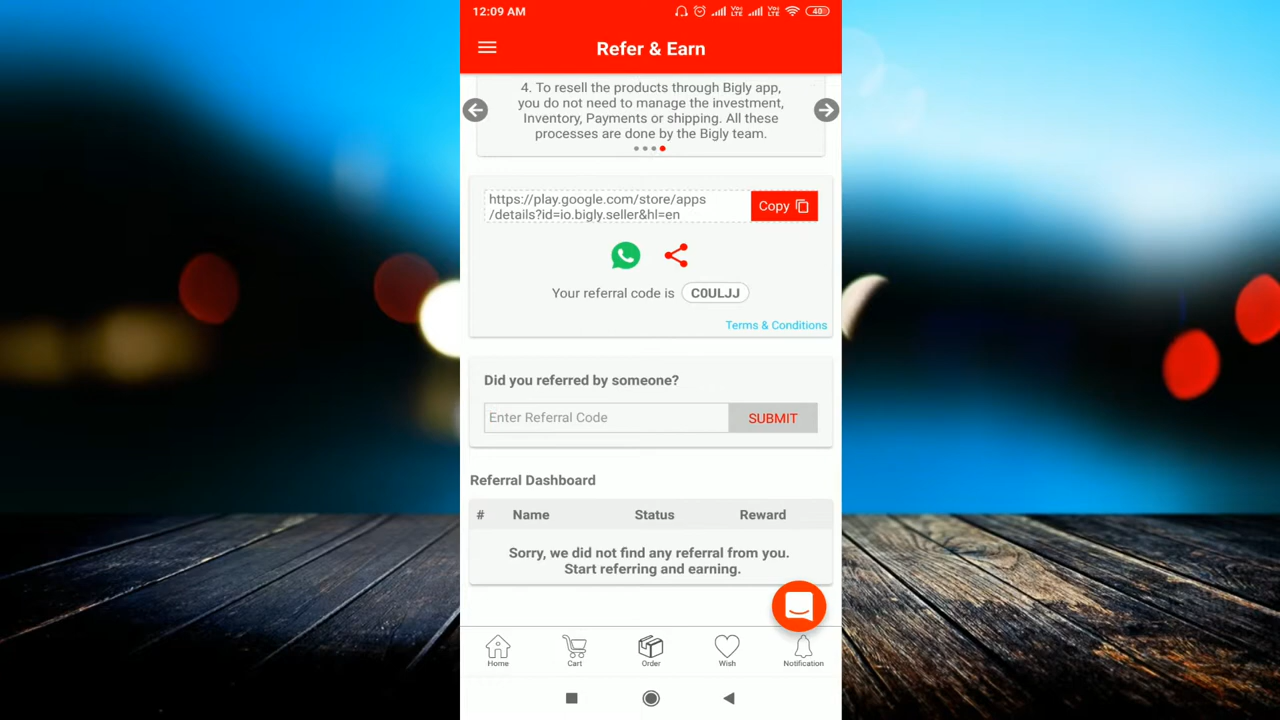 12:09 AM
Vo) LTE Vo) LTE 40
Refer & Earn
4. To resell the products through Bigly app,
you do not need to manage the investment,
Inventory, Payments or shipping. All these
processes are done by the Bigly team.
https://play.google.com/store/apps
/details?id=io.bigly.seller&hl=en
Copy
Your referral code is C0ULJJ
Terms & Conditions
Did you referred by someone?
Enter Referral Code
SUBMIT
Referral Dashboard
# Name Status Reward
Sorry, we did not find any referral from you.
Start referring and earning.
Home Cart Order Wish Notification